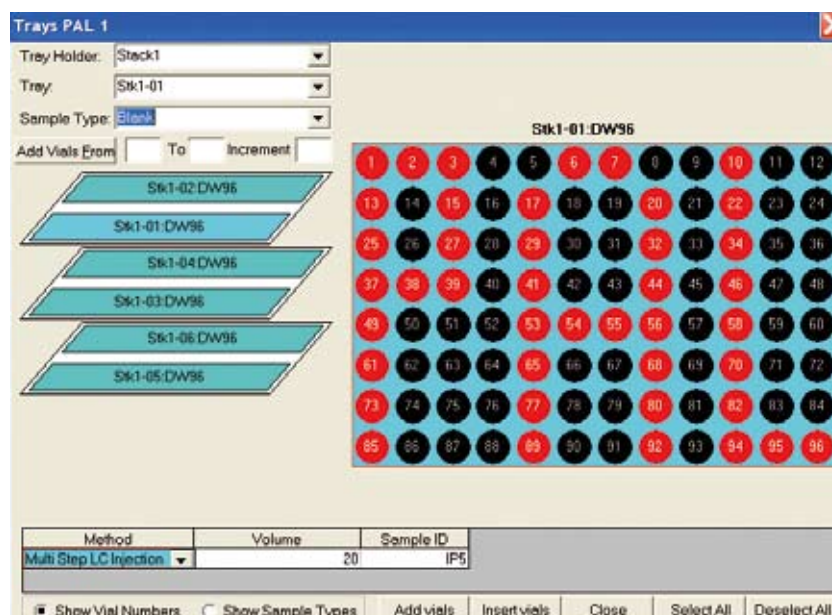 Trays PAL 1
Tray Holder: Stack1
Tray: Stk1-01
Sample Type: Blank
Add Vials From To Increment
Stk1-02:DW96
Stk1-01:DW96
Stk1-04:DW96
Stk1-03:DW96
Stk1-06:DW96
Stk1-05:DW96
Stk1-01:DW96
1 2 3 4 5 6 7 8 9 10 11 12
13 14 15 16 17 18 19 20 21 22 23 24
25 26 27 28 29 30 31 32 33 34 35 36
37 38 39 40 41 42 43 44 45 46 47 48
49 50 51 52 53 54 55 56 57 58 59 60
61 62 63 64 65 66 67 68 69 70 71 72
73 74 75 76 77 78 79 80 81 82 83 84
85 86 87 88 89 90 91 92 93 94 95 96
Method Volume Sample ID
Multi Step LC Injection 20 IP5
Show Vial Numbers Show Sample Types Add vials Insert vials Close Select All Deselect All